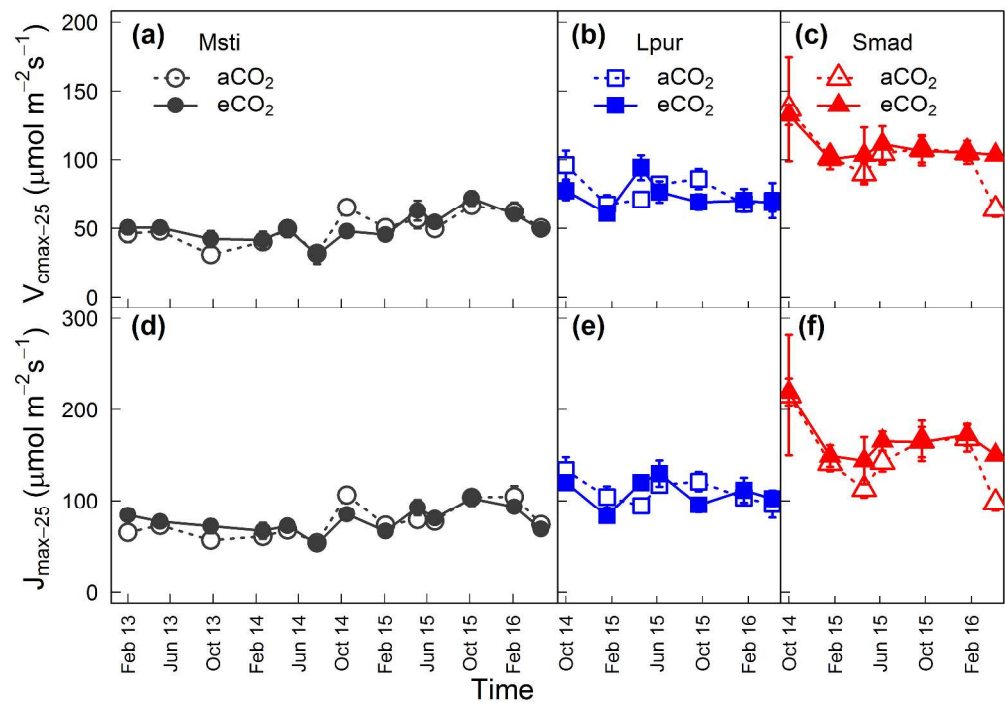 200
150
100
50
0
Vcmax−25 (μmol m−2s−1)
(a)
Msti
aCO2
eCO2
(b)
Lpur
aCO2
eCO2
(c)
Smad
aCO2
eCO2
300
200
100
0
Jmax−25 (μmol m−2s−1)
(d)
(e)
(f)
Feb 13
Jun 13
Oct 13
Feb 14
Jun 14
Oct 14
Feb 15
Jun 15
Oct 15
Feb 16
Oct 14
Feb 15
Jun 15
Oct 15
Feb 16
Oct 14
Feb 15
Jun 15
Oct 15
Feb 16
Time